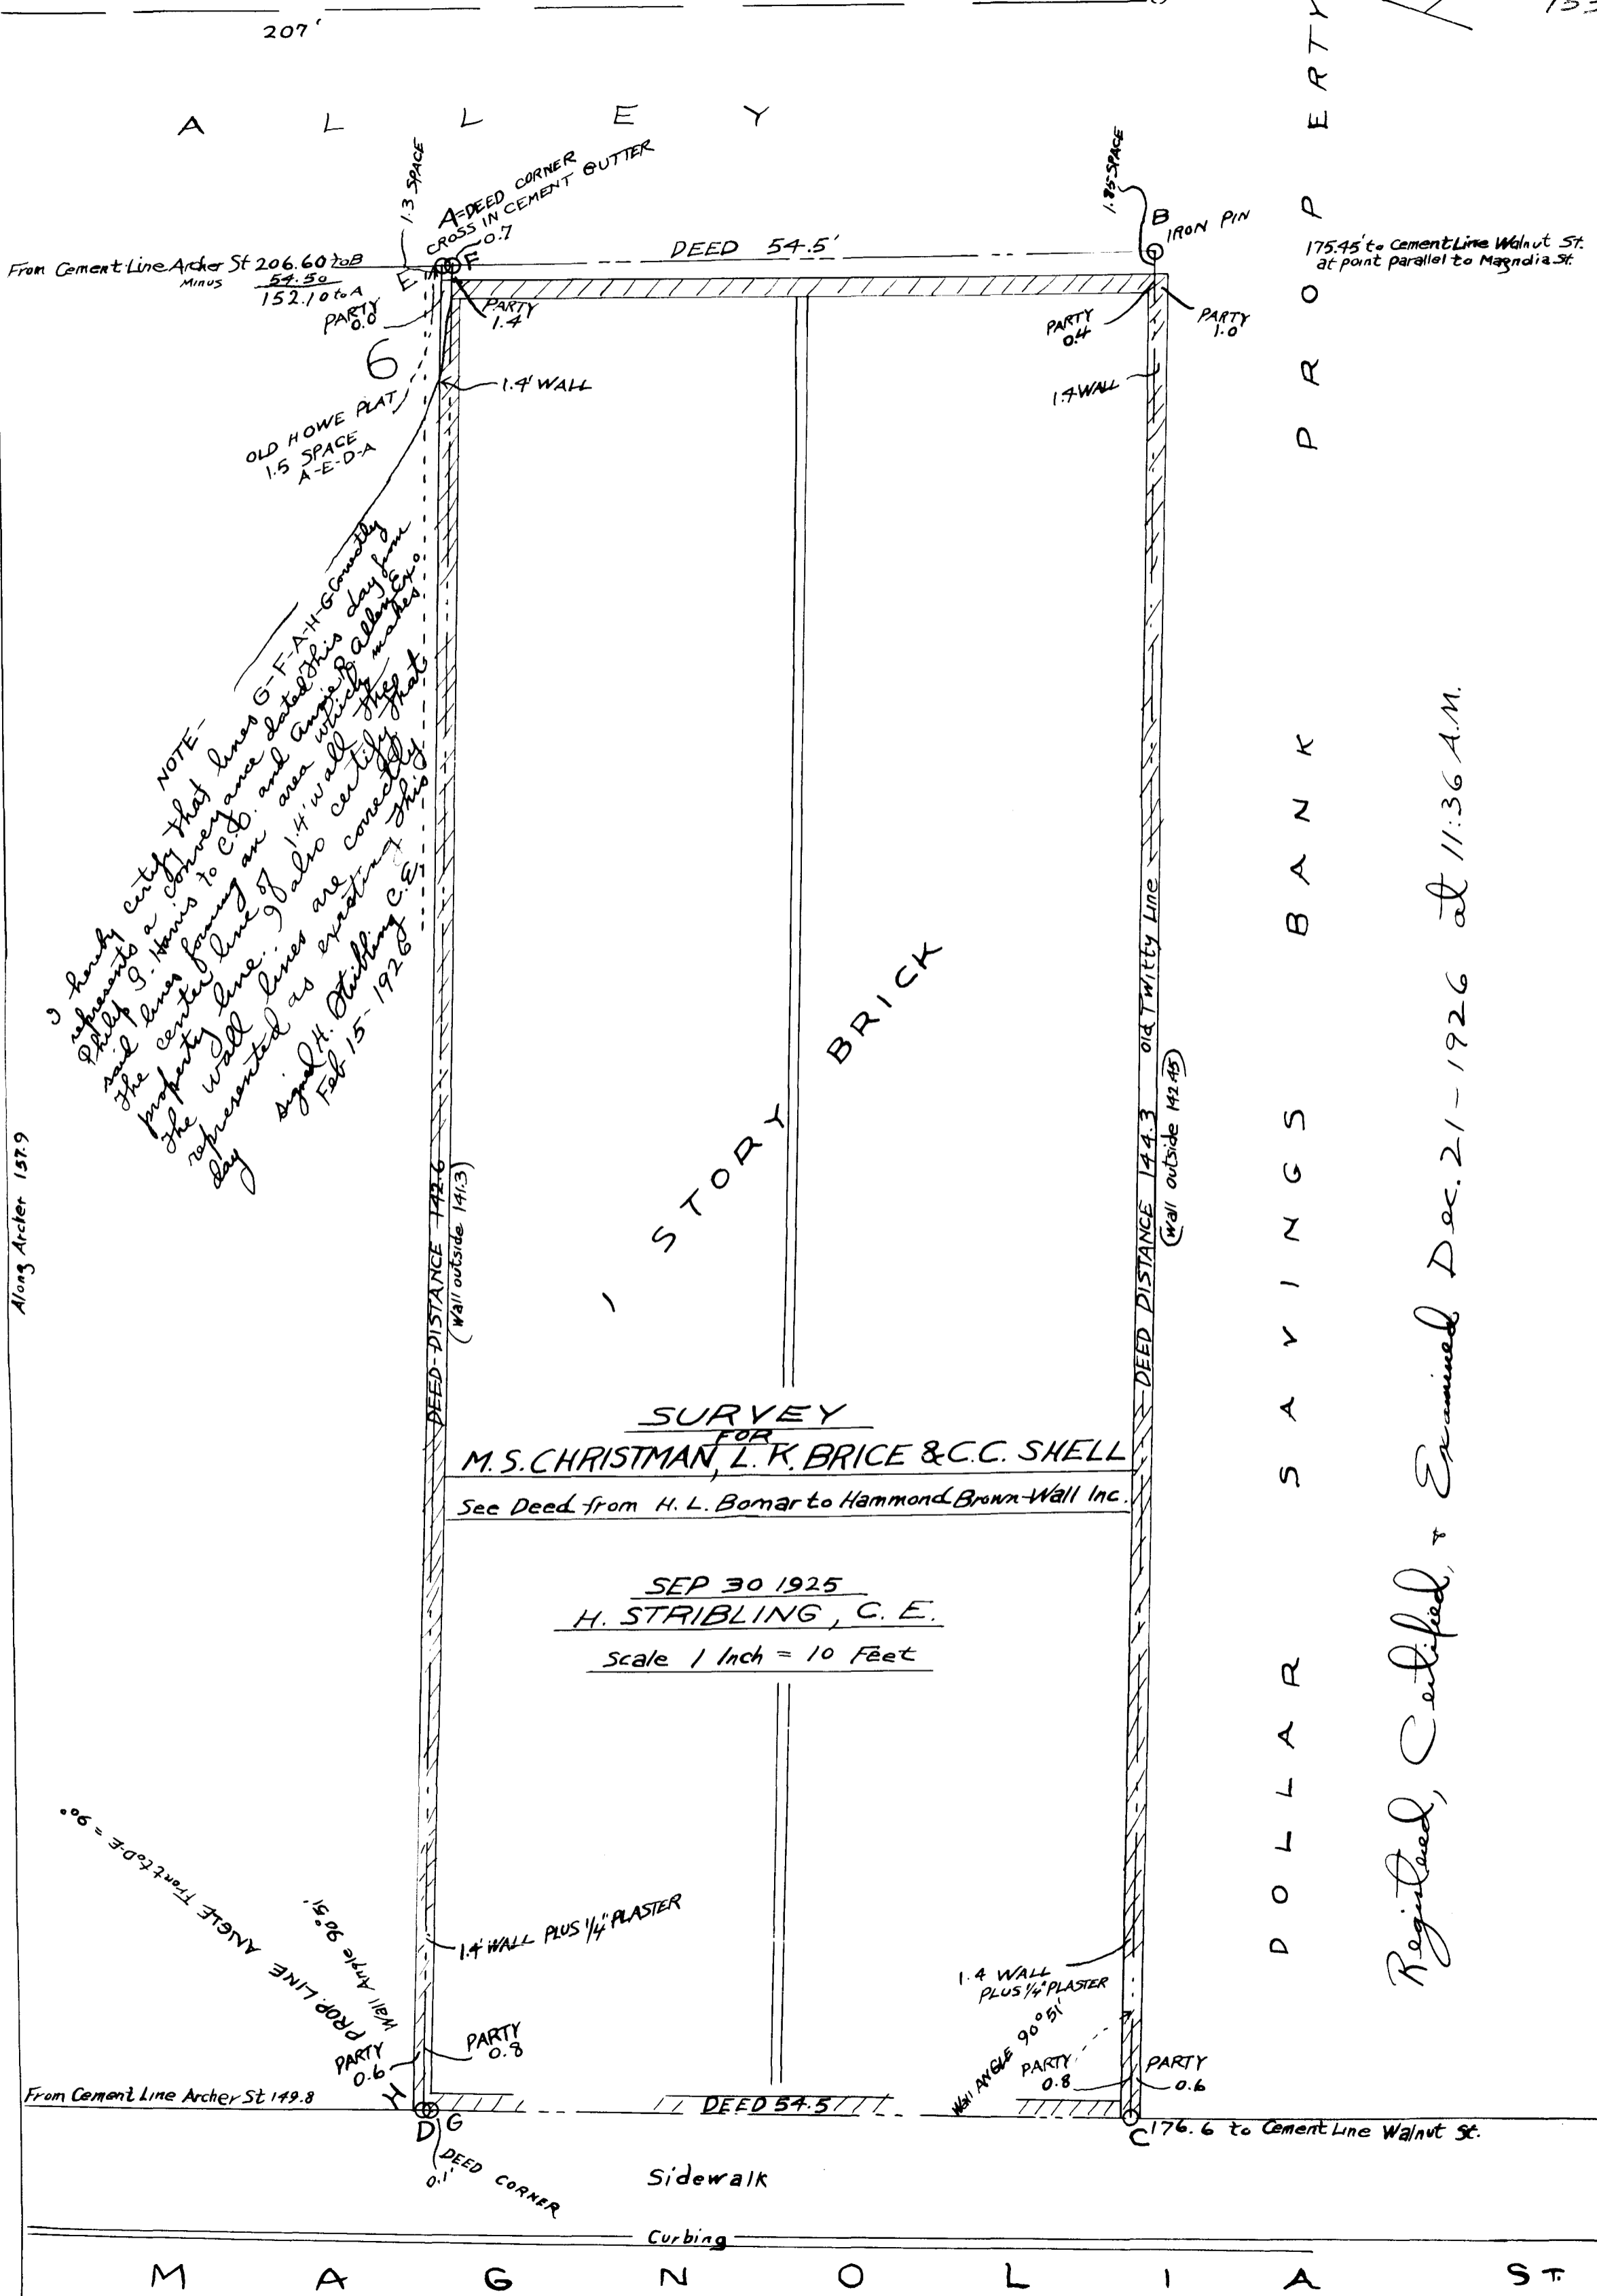 207'
A L L E Y
1.3 SPACE
A=DEED CORNER
CROSS IN CEMENT GUTTER
0.7
1.85 SPACE
B
IRON PIN
DEED 54.5'
From Cement Line Archer St 206.60 to B
Minus 54.50
152.10 to A
E
F
175.45' to Cement Line Walnut St.
at point parallel to Magnolia St.
PARTY
0.0
PARTY
1.4
PARTY
0.4
PARTY
1.0
6
1.4' WALL
1.4 WALL
OLD HOWE PLAT
1.5 SPACE
A-E-D-A
NOTE-
I hereby certify that lines G-F-A-H-G Correctly
represents a conveyance dated this day from
Philip S. Harris to C.O. and Annie R Allen Exo
said lines forming an area which makes
the center line of 1.4' wall the
property line. I also certify that
the wall lines are correctly
represented as existing this
day
signed H. Stribling C.E.
Feb 15-1926
Along Archer 157.9
DEED-DISTANCE 142.6
(Wall outside 141.3)
1 STORY BRICK
DEED DISTANCE 144.3 old Twitty Line
(Wall outside 142.45)
DOLLAR SAVINGS BANK PROPERTY
Registered, Certified, & Examined Dec. 21-1926 at 11:36 A.M.
SURVEY
FOR
M.S. CHRISTMAN, L. K. BRICE & C.C. SHELL
See Deed from H. L. Bomar to Hammond Brown-Wall Inc.
SEP 30 1925
H. STRIBLING, C. E.
Scale 1 Inch = 10 Feet
PROP. LINE ANGLE Front to D-E = 90°
Wall Angle 90°51'
1.4 WALL PLUS 1/4" PLASTER
1.4 WALL
PLUS 1/4" PLASTER
Wall ANGLE 90°51'
PARTY
0.6
PARTY
0.8
PARTY
0.8
PARTY
0.6
From Cement Line Archer St 149.8
H
DEED 54.5
D G
C 176.6 to Cement Line Walnut St.
0.1'
DEED CORNER
Sidewalk
Curbing
M A G N O L I A ST.